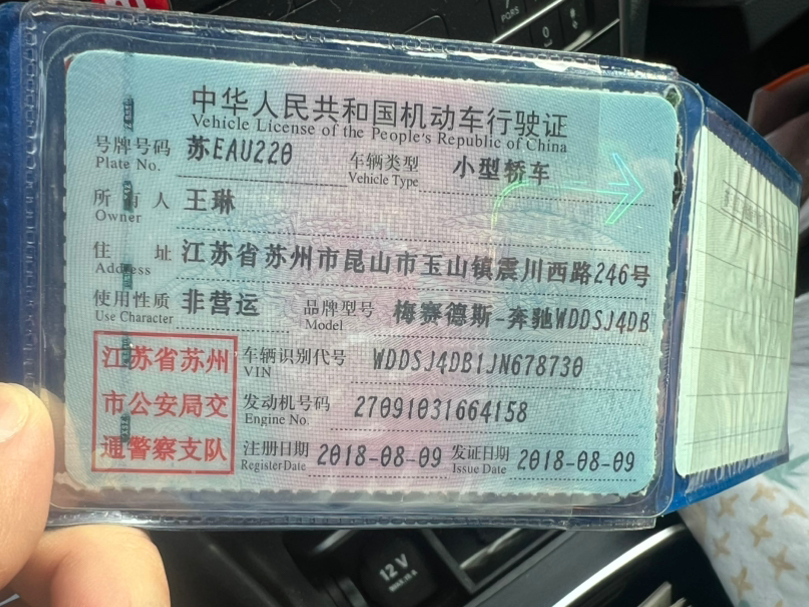 PQRS
0
中华人民共和国机动车行驶证
Vehicle License of the People's Republic of China
号牌号码 苏EAU220 车辆类型 小型轿车
Plate No. Vehicle Type
所有人 王琳
Owner
住 址 江苏省苏州市昆山市玉山镇震川西路246号
Address
使用性质 非营运 品牌型号 梅赛德斯-奔驰WDDSJ4DB
Use Character Model
江苏省苏州 车辆识别代号 WDDSJ4DB1JN678730
VIN
市公安局交 发动机号码 27091031664158
Engine No.
通警察支队 注册日期 2018-08-09 发证日期 2018-08-09
Register Date Issue Date
12 V